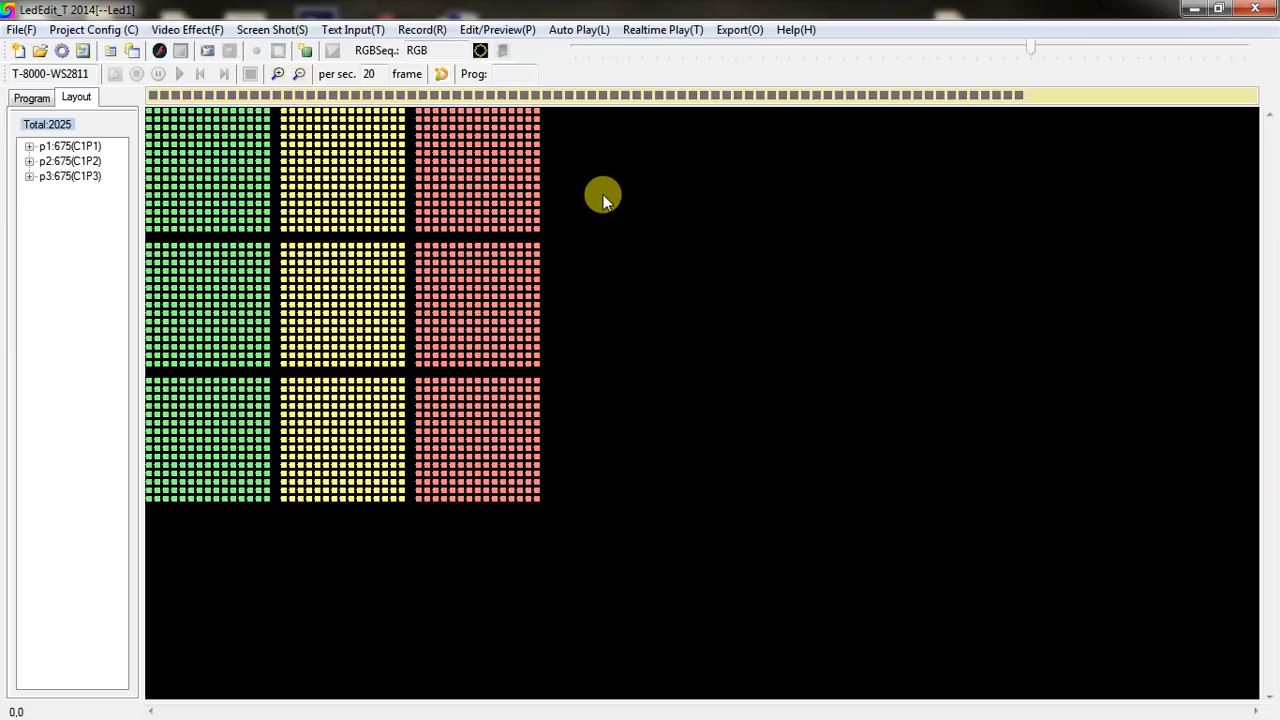 LedEdit_T 2014[--Led1]
File(F) Project Config (C) Video Effect(F) Screen Shot(S) Text Input(T) Record(R) Edit/Preview(P) Auto Play(L) Realtime Play(T) Export(O) Help(H)
RGBSeq.: RGB
T-8000-WS2811 per sec. 20 frame Prog:
Program Layout
Total:2025
p1:675(C1P1)
p2:675(C1P2)
p3:675(C1P3)
0,0